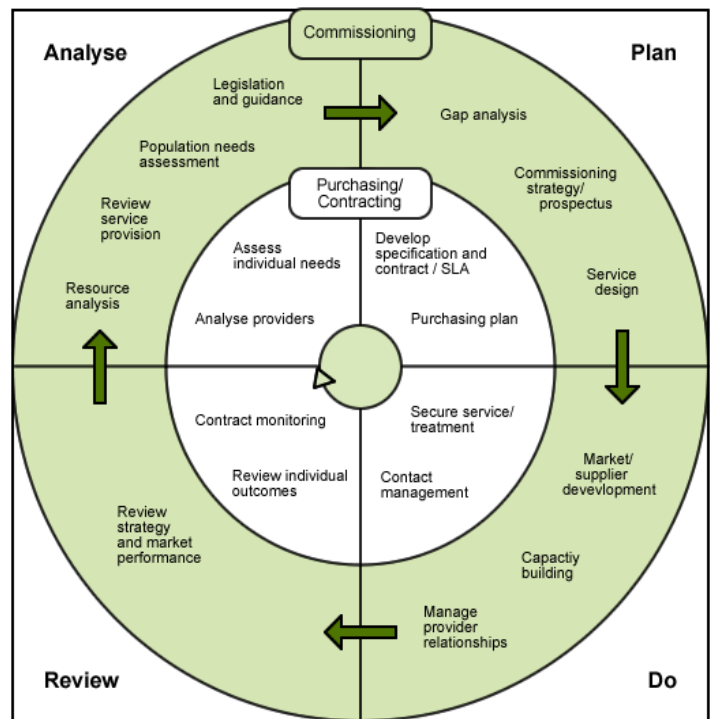 Commissioning
Analyse
Plan
Legislation
and guidance
Gap analysis
Population needs
assessment
Commissioning
strategy/
prospectus
Purchasing/
Contracting
Review
service
provision
Assess
individual needs
Develop
specification and
contract / SLA
Resource
analysis
Service
design
Analyse providers
Purchasing plan
Contract monitoring
Secure service/
treatment
Review individual
outcomes
Contact
management
Market/
supplier
devevlopment
Review
strategy
and market
performance
Capactiy
building
Manage
provider
relationships
Review
Do